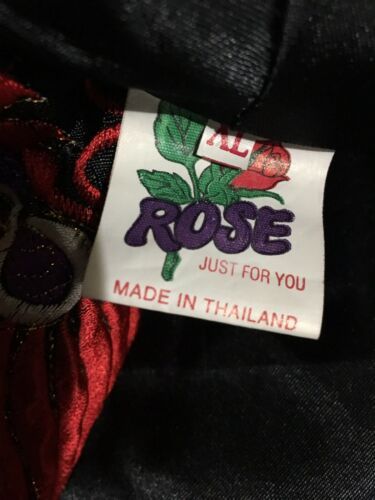 XL
ROSE
JUST FOR YOU
MADE IN THAILAND